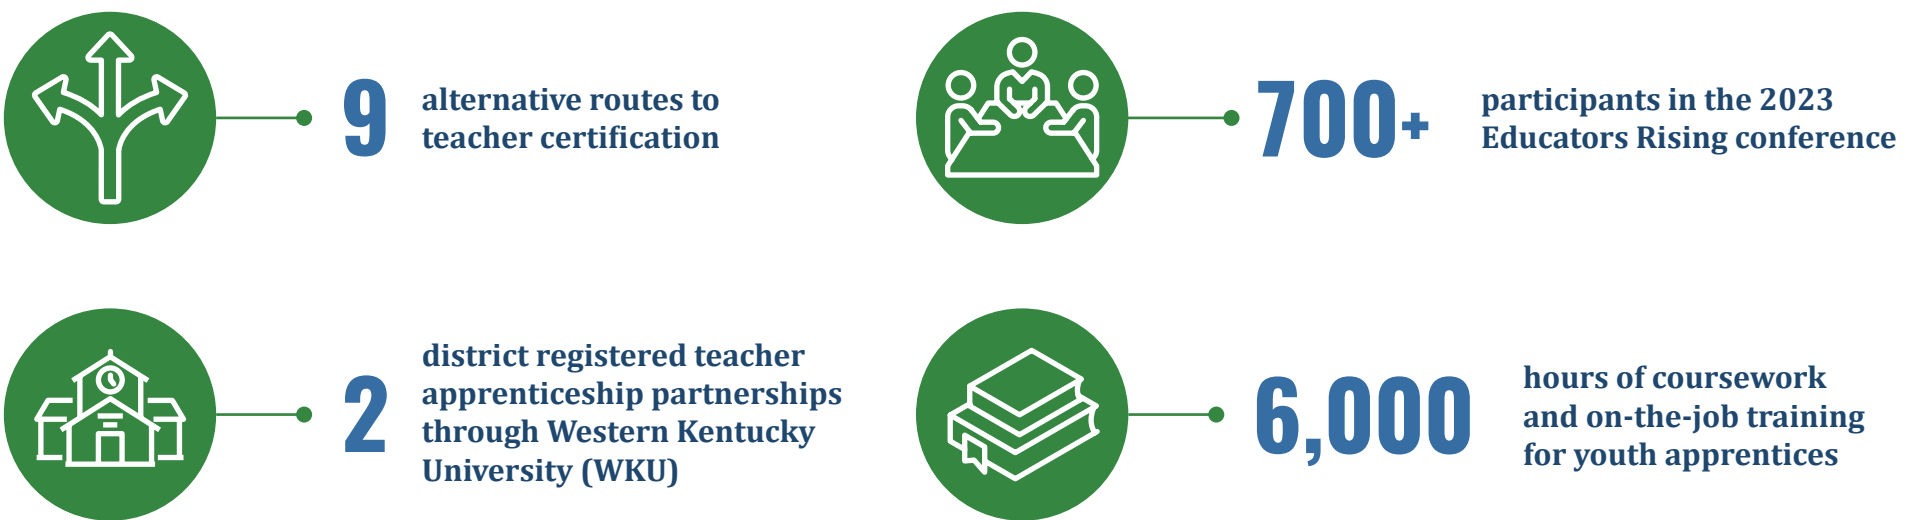 9
alternative routes to
teacher certification
700+
participants in the 2023
Educators Rising conference
2
district registered teacher
apprenticeship partnerships
through Western Kentucky
University (WKU)
6,000
hours of coursework
and on-the-job training
for youth apprentices